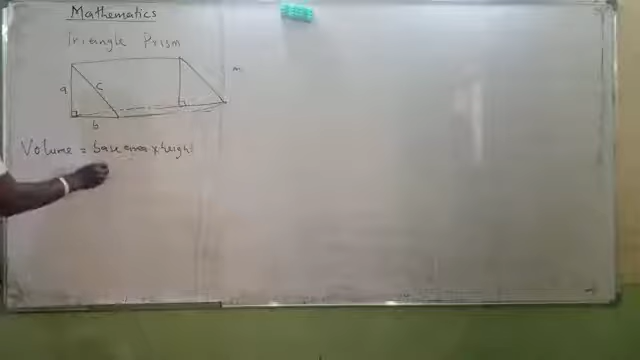 Mathematics
Triangle Prism
a
c
m
b
Volume = base area x height